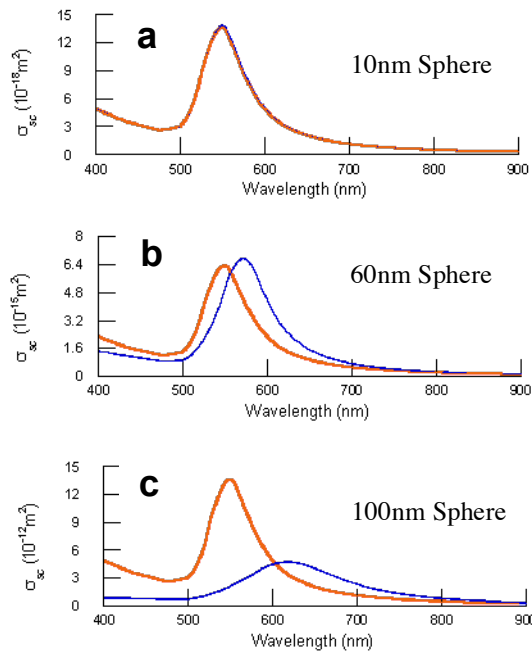 15
a
12
10nm Sphere
9
6
3
0
σsc (10⁻¹⁸m²)
400 500 600 700 800 900
Wavelength (nm)
8
b
6.4
60nm Sphere
4.8
3.2
1.6
0
σsc (10⁻¹⁵m²)
400 500 600 700 800 900
Wavelength (nm)
15
c
12
100nm Sphere
9
6
3
0
σsc (10⁻¹²m²)
400 500 600 700 800 900
Wavelength (nm)